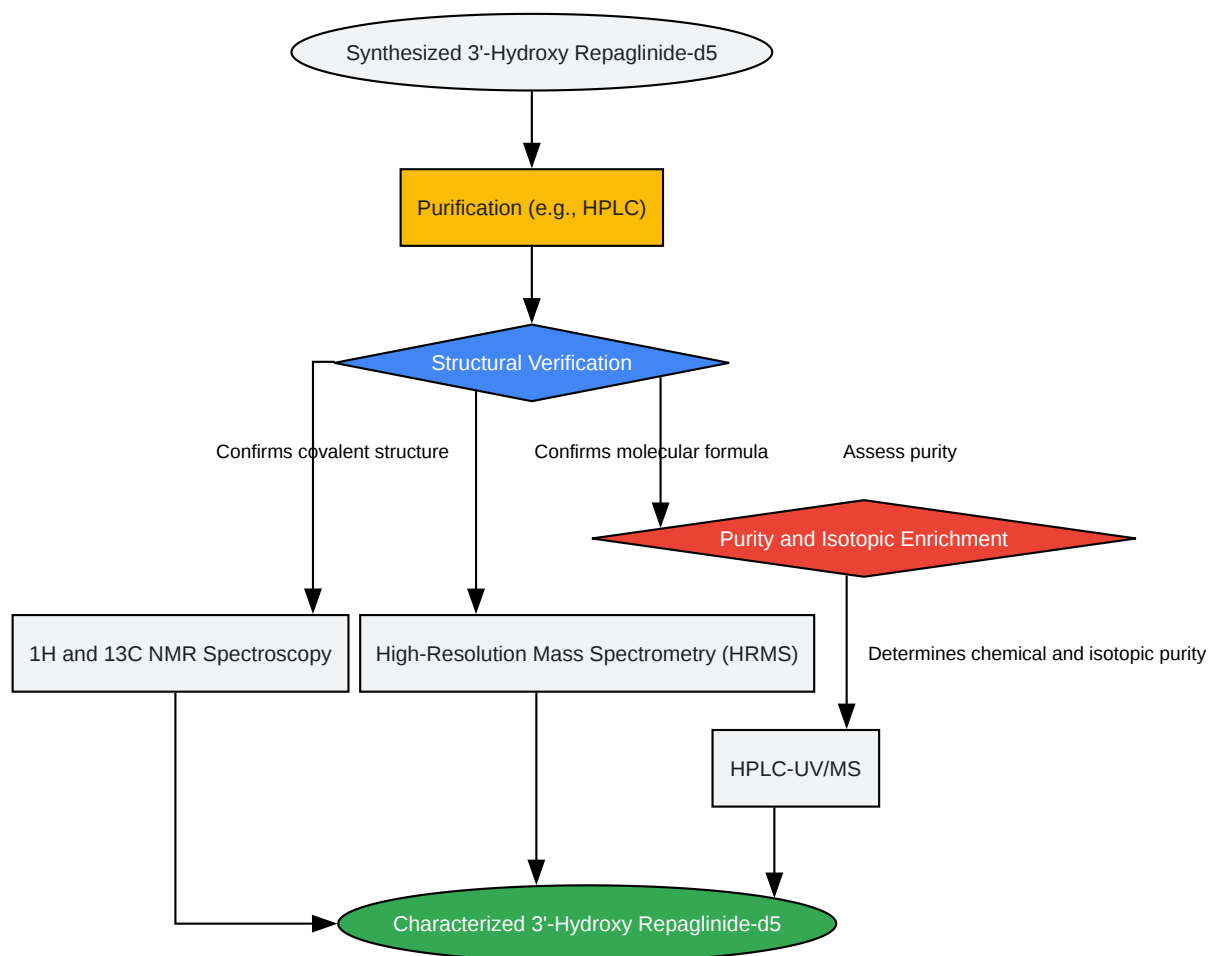 Synthesized 3'-Hydroxy Repaglinide-d5
Purification (e.g., HPLC)
Structural Verification
Confirms covalent structure
Confirms molecular formula
Assess purity
Purity and Isotopic Enrichment
1H and 13C NMR Spectroscopy
High-Resolution Mass Spectrometry (HRMS)
Determines chemical and isotopic purity
HPLC-UV/MS
Characterized 3'-Hydroxy Repaglinide-d5